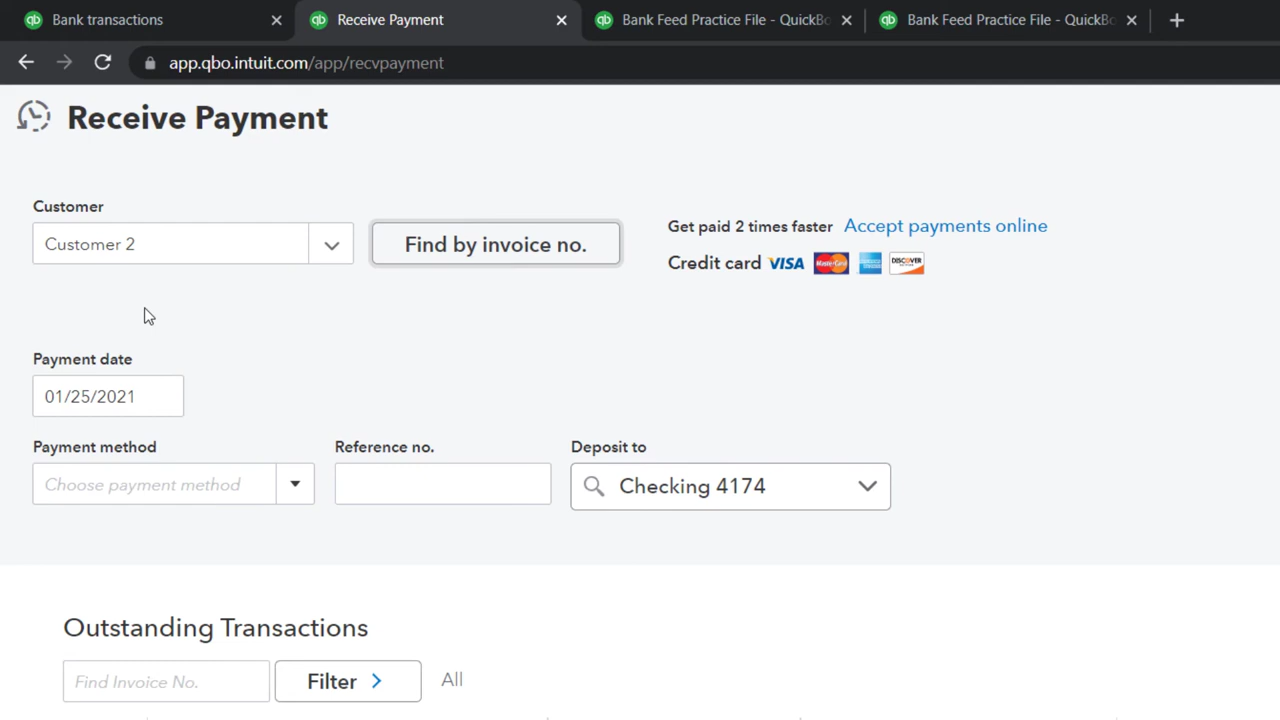 Bank transactions
Receive Payment
Bank Feed Practice File - QuickBo
Bank Feed Practice File - QuickBo
app.qbo.intuit.com/app/recvpayment
Receive Payment
Customer
Customer 2
Find by invoice no.
Get paid 2 times faster Accept payments online
Credit card VISA MasterCard DISCOVER
Payment date
01/25/2021
Payment method
Reference no.
Deposit to
Choose payment method
Checking 4174
Outstanding Transactions
Find Invoice No.
Filter
All